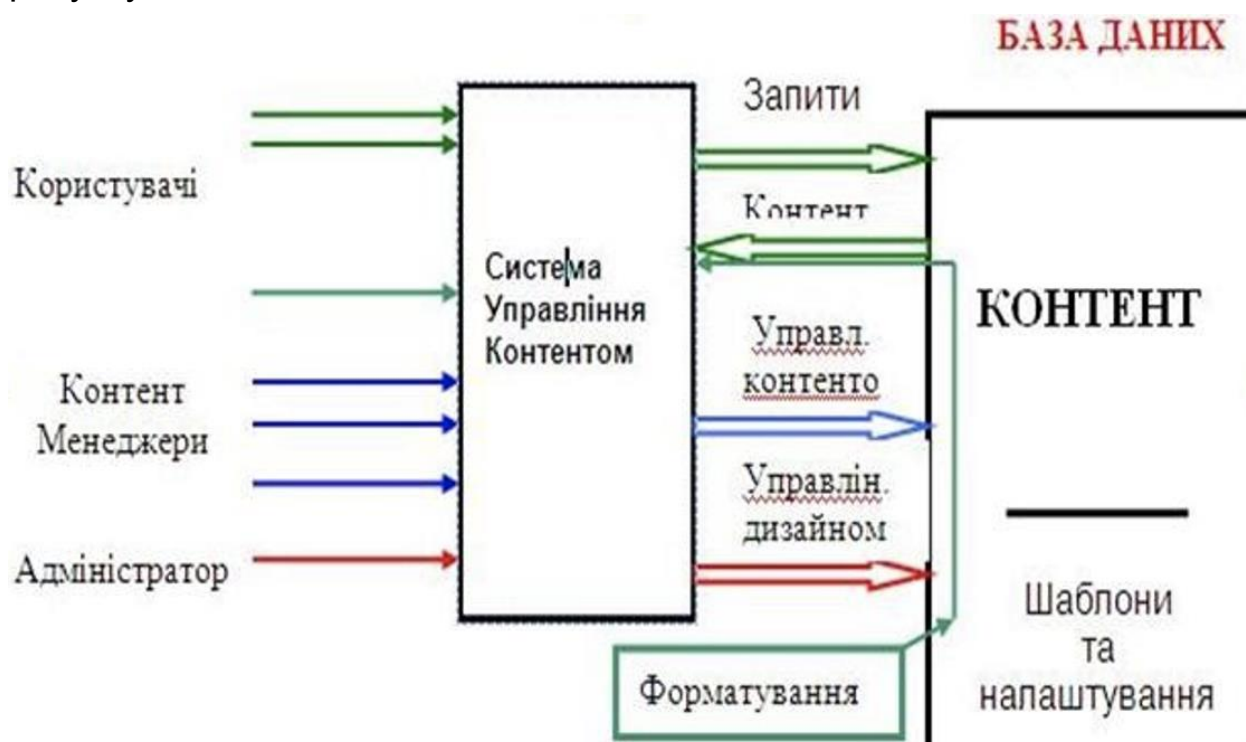 БАЗА ДАНИХ
Запити
Користувачі
Контент
Система
Управління
Контентом
КОНТЕНТ
Управл.
контенто
Контент
Менеджери
Управлін.
дизайном
Адміністратор
Шаблони
та
налаштування
Форматування